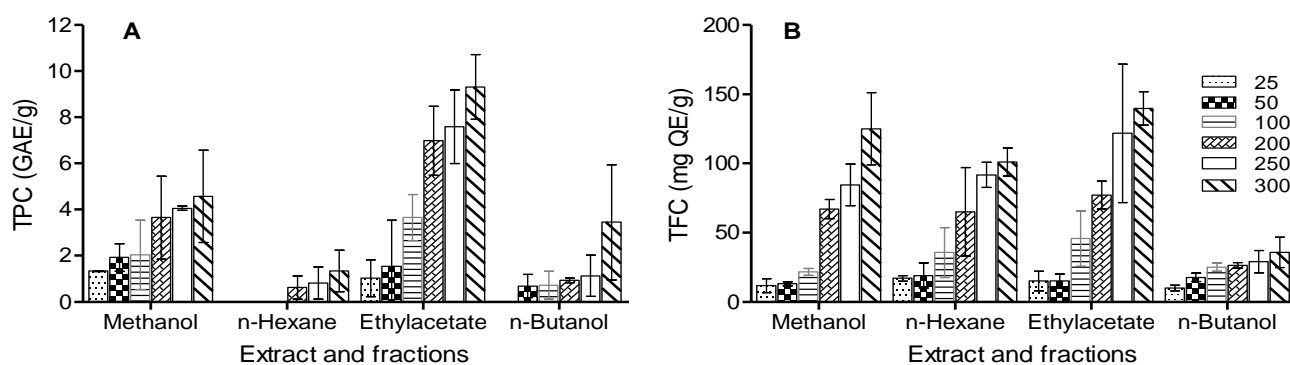 A
TPC (GAE/g)
12
10
8
6
4
2
0
Methanol n-Hexane Ethylacetate n-Butanol
Extract and fractions
B
TFC (mg QE/g)
200
150
100
50
0
Methanol n-Hexane Ethylacetate n-Butanol
Extract and fractions
25
50
100
200
250
300